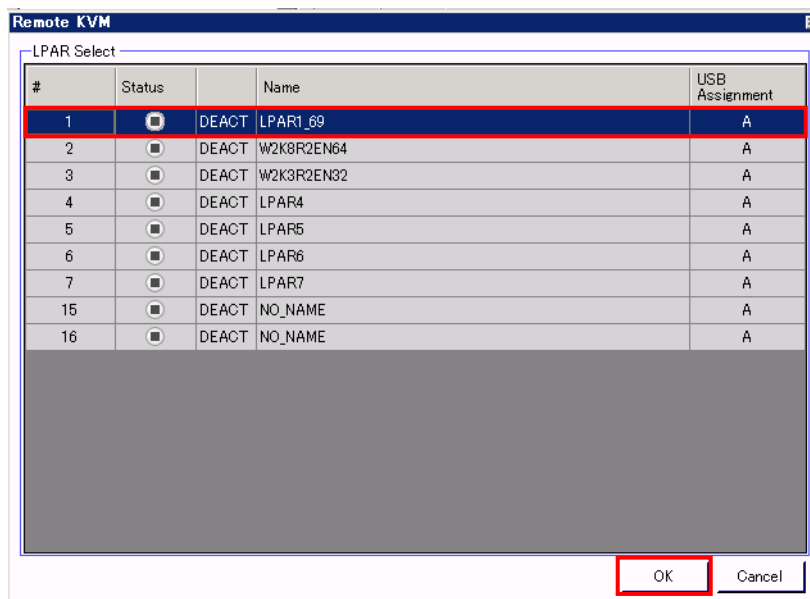 Remote KVM
LPAR Select
# Status Name USB Assignment
1 DEACT LPAR1_69 A
2 DEACT W2K8R2EN64 A
3 DEACT W2K3R2EN32 A
4 DEACT LPAR4 A
5 DEACT LPAR5 A
6 DEACT LPAR6 A
7 DEACT LPAR7 A
15 DEACT NO_NAME A
16 DEACT NO_NAME A
OK Cancel